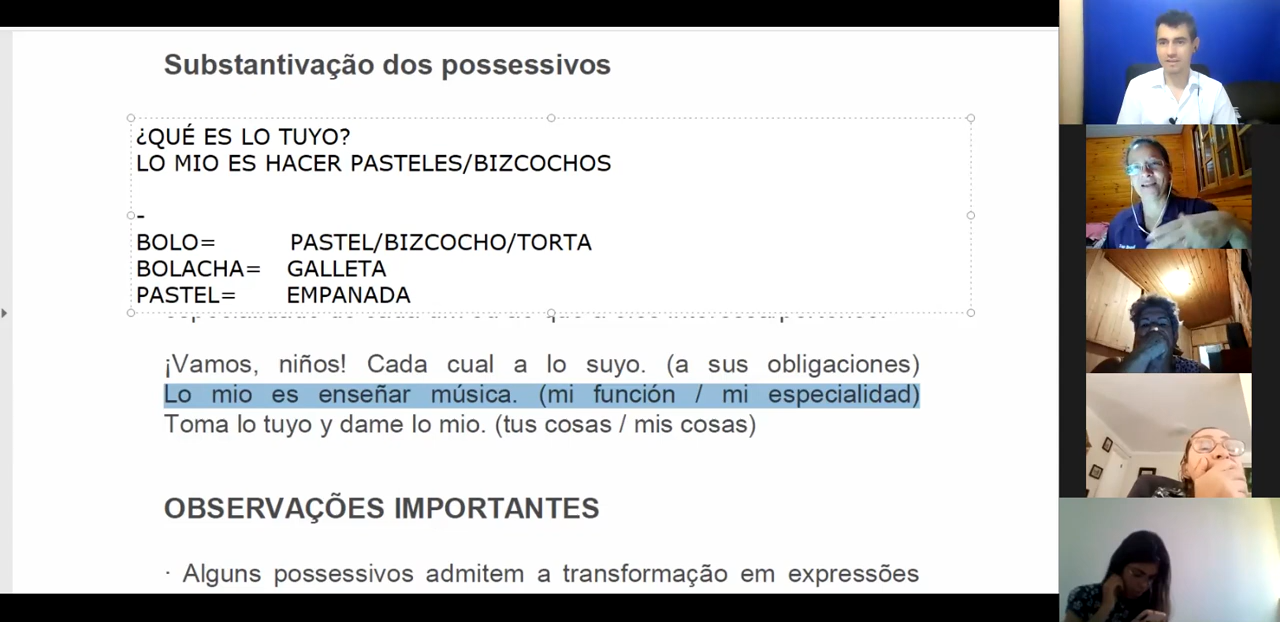 Substantivação dos possessivos
¿QUÉ ES LO TUYO?
LO MIO ES HACER PASTELES/BIZCOCHOS
-
BOLO= PASTEL/BIZCOCHO/TORTA
BOLACHA= GALLETA
PASTEL= EMPANADA
¡Vamos, niños! Cada cual a lo suyo. (a sus obligaciones)
Lo mio es enseñar música. (mi función / mi especialidad)
Toma lo tuyo y dame lo mio. (tus cosas / mis cosas)
OBSERVAÇÕES IMPORTANTES
· Alguns possessivos admitem a transformação em expressões